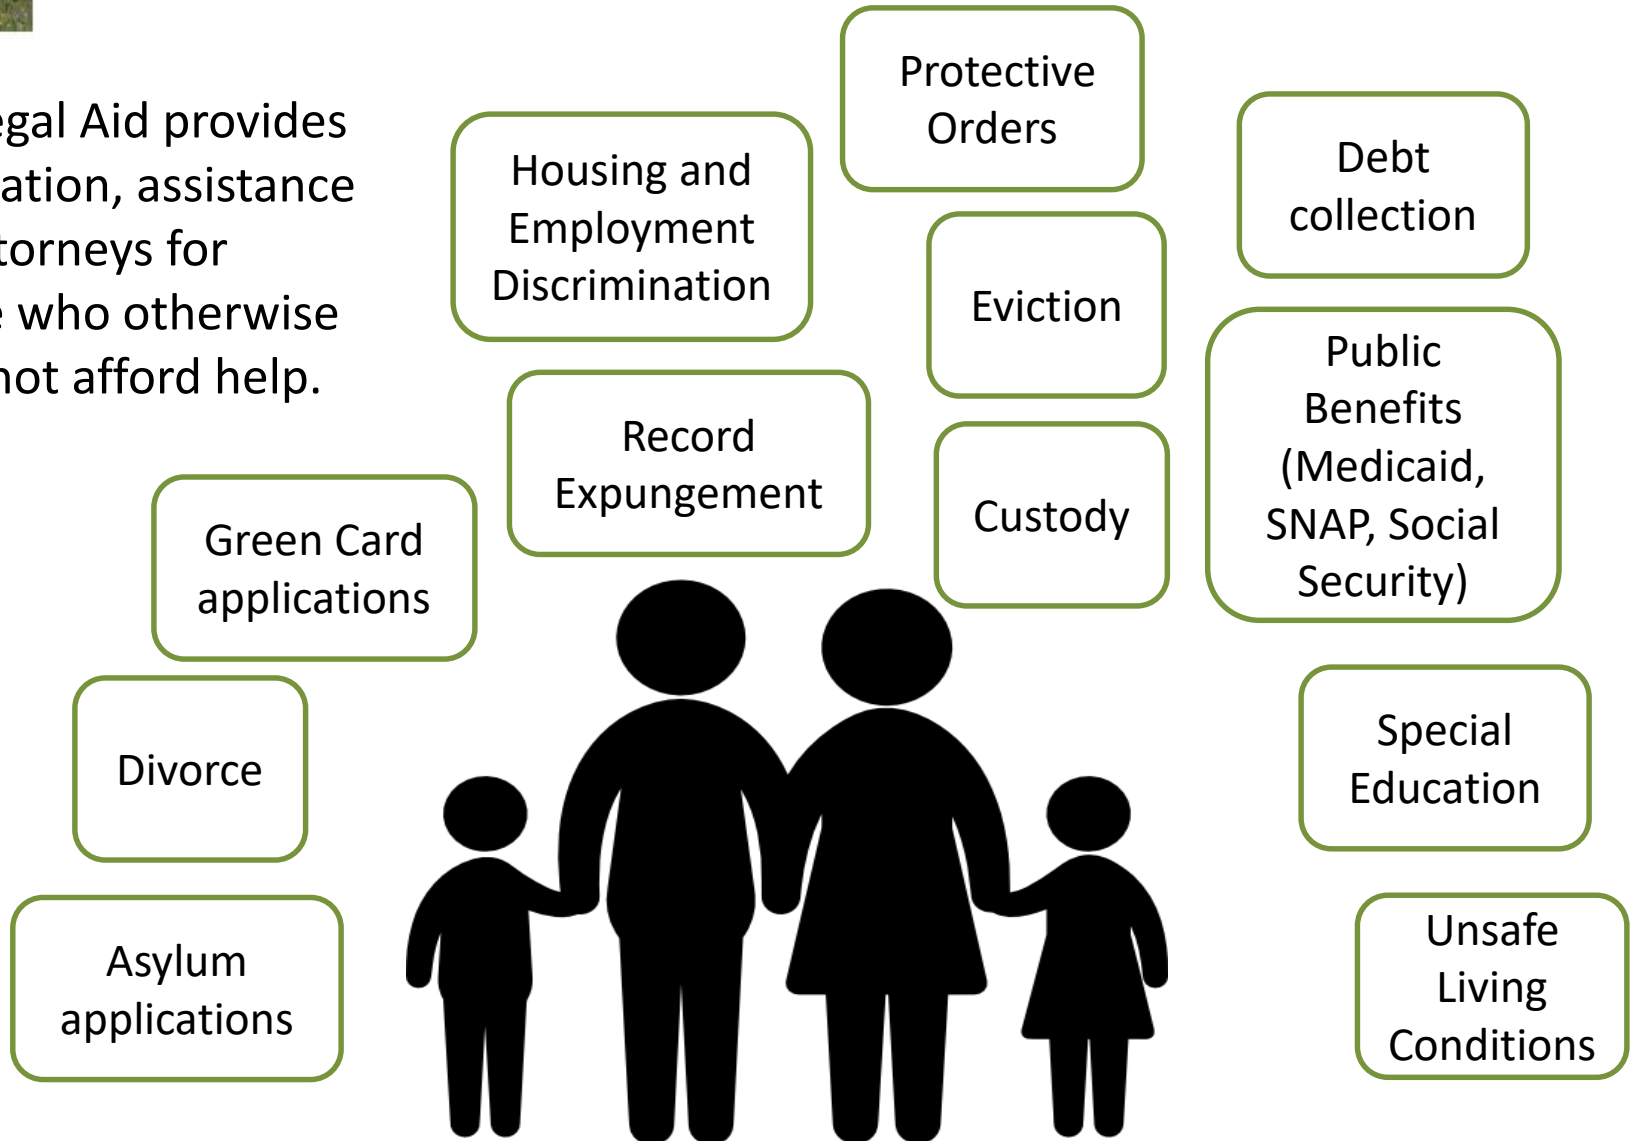 egal Aid provides
ation, assistance
torneys for
e who otherwise
not afford help.
Protective
Orders
Housing and
Employment
Discrimination
Debt
collection
Eviction
Public
Benefits
(Medicaid,
SNAP, Social
Security)
Record
Expungement
Custody
Green Card
applications
Divorce
Special
Education
Asylum
applications
Unsafe
Living
Conditions